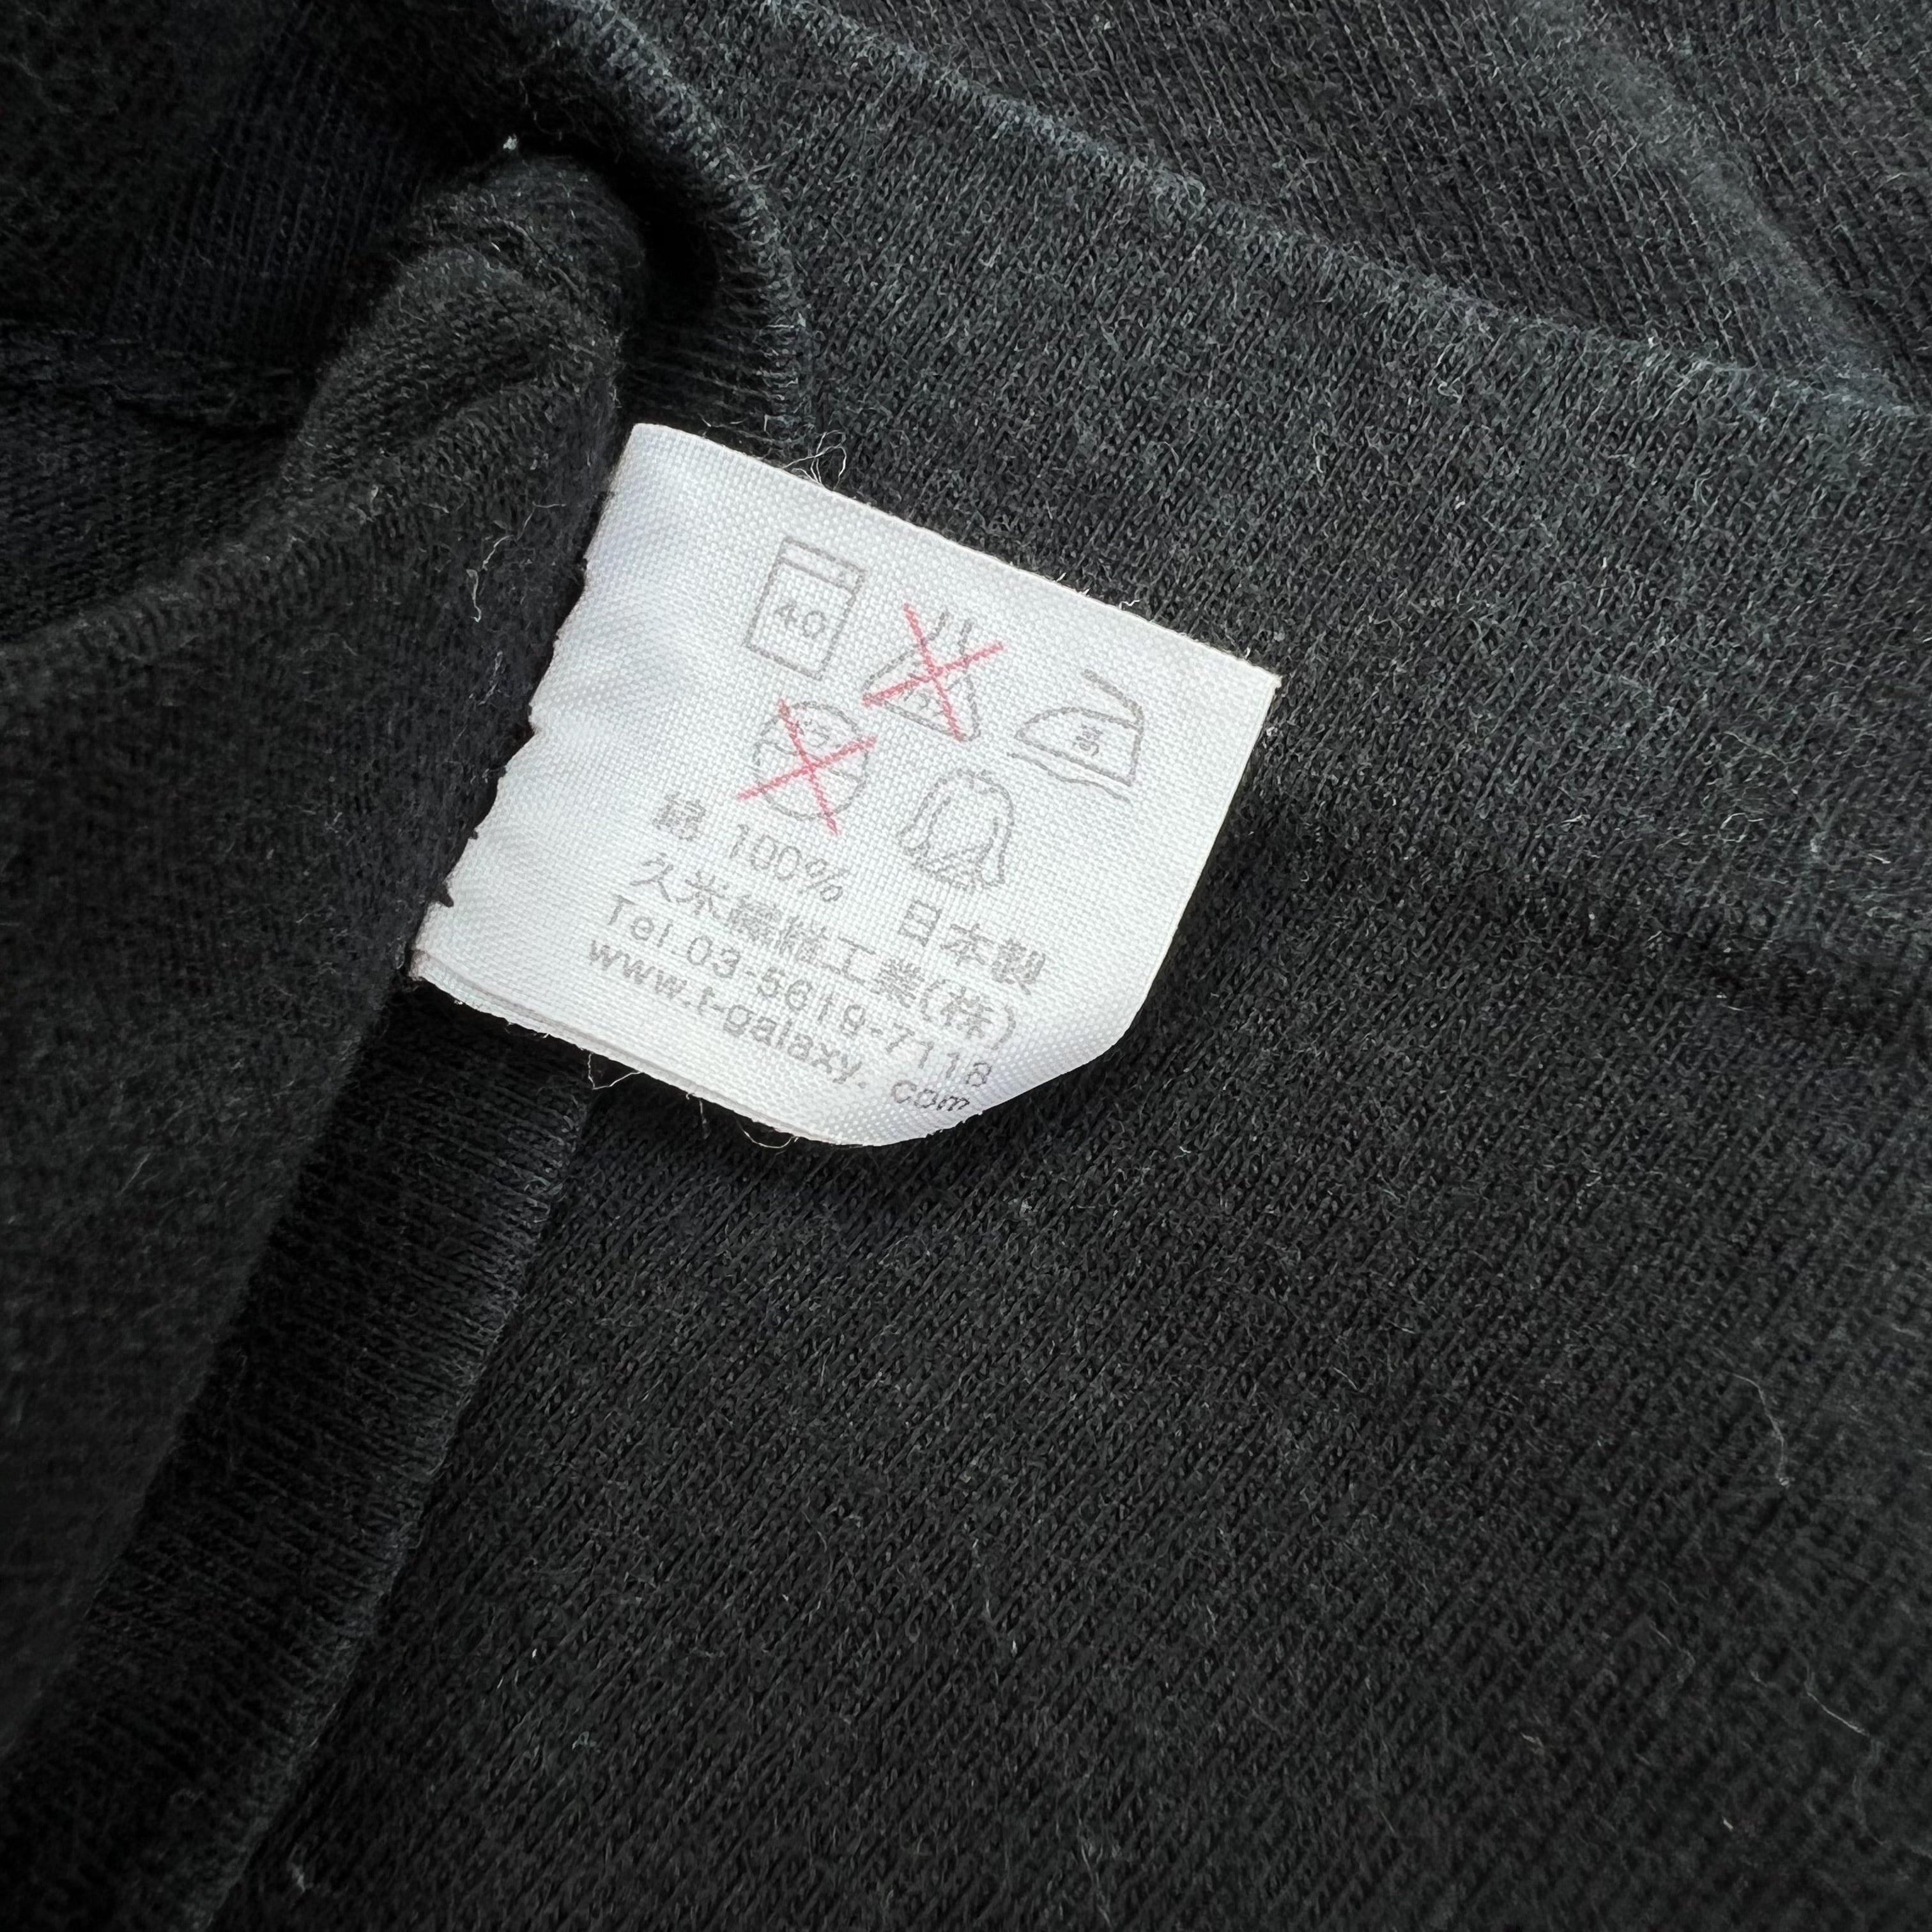 40
中
綿 100% 日本製
久米繊維工業(株)
Tel.03-5619-7118
www.t-galaxy. com